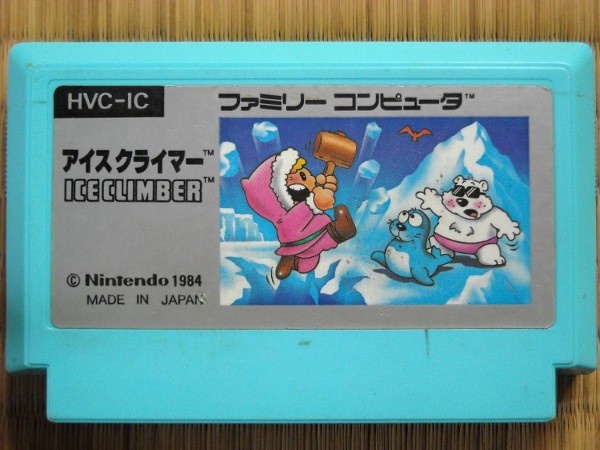 HVC-IC
ファミリー コンピュータ™
アイスクライマー™
ICE CLIMBER™
© Nintendo 1984
MADE IN JAPAN